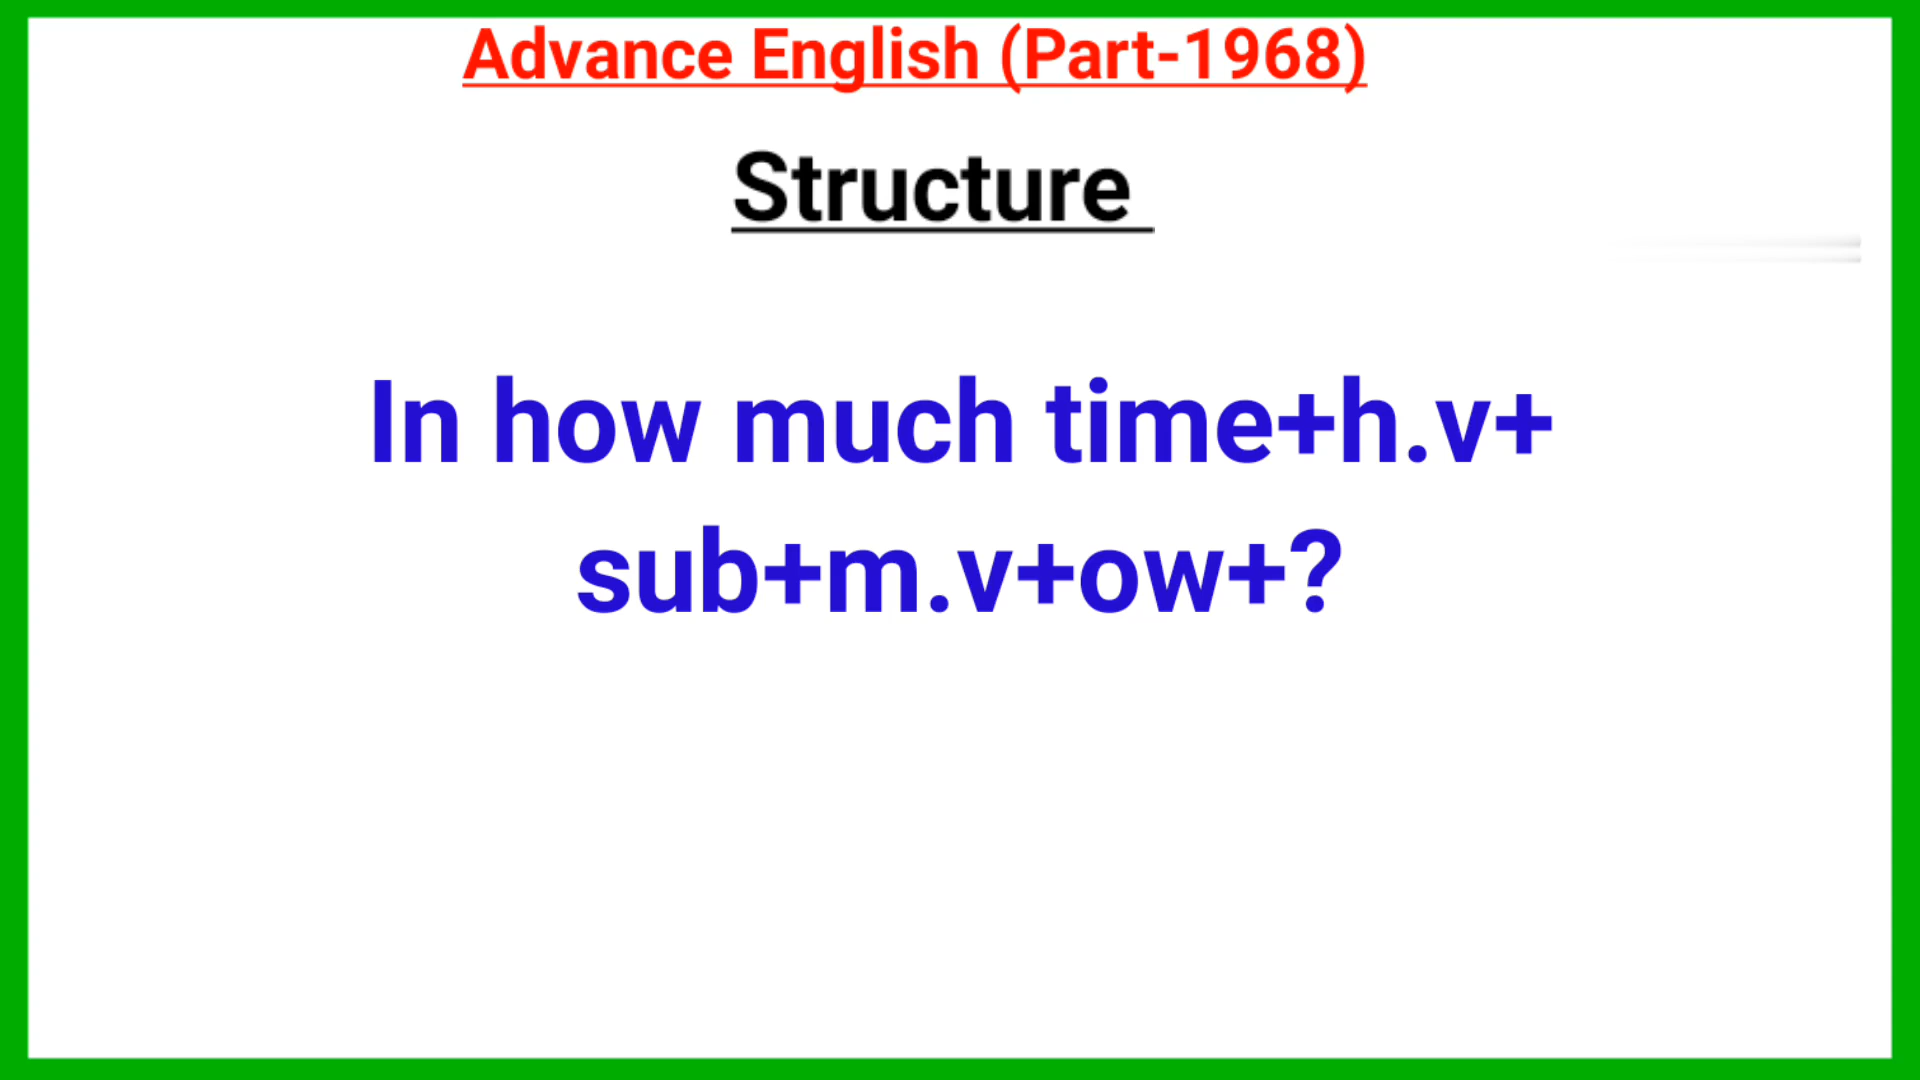 Advance English (Part-1968)
Structure
In how much time+h.v+
sub+m.v+ow+?